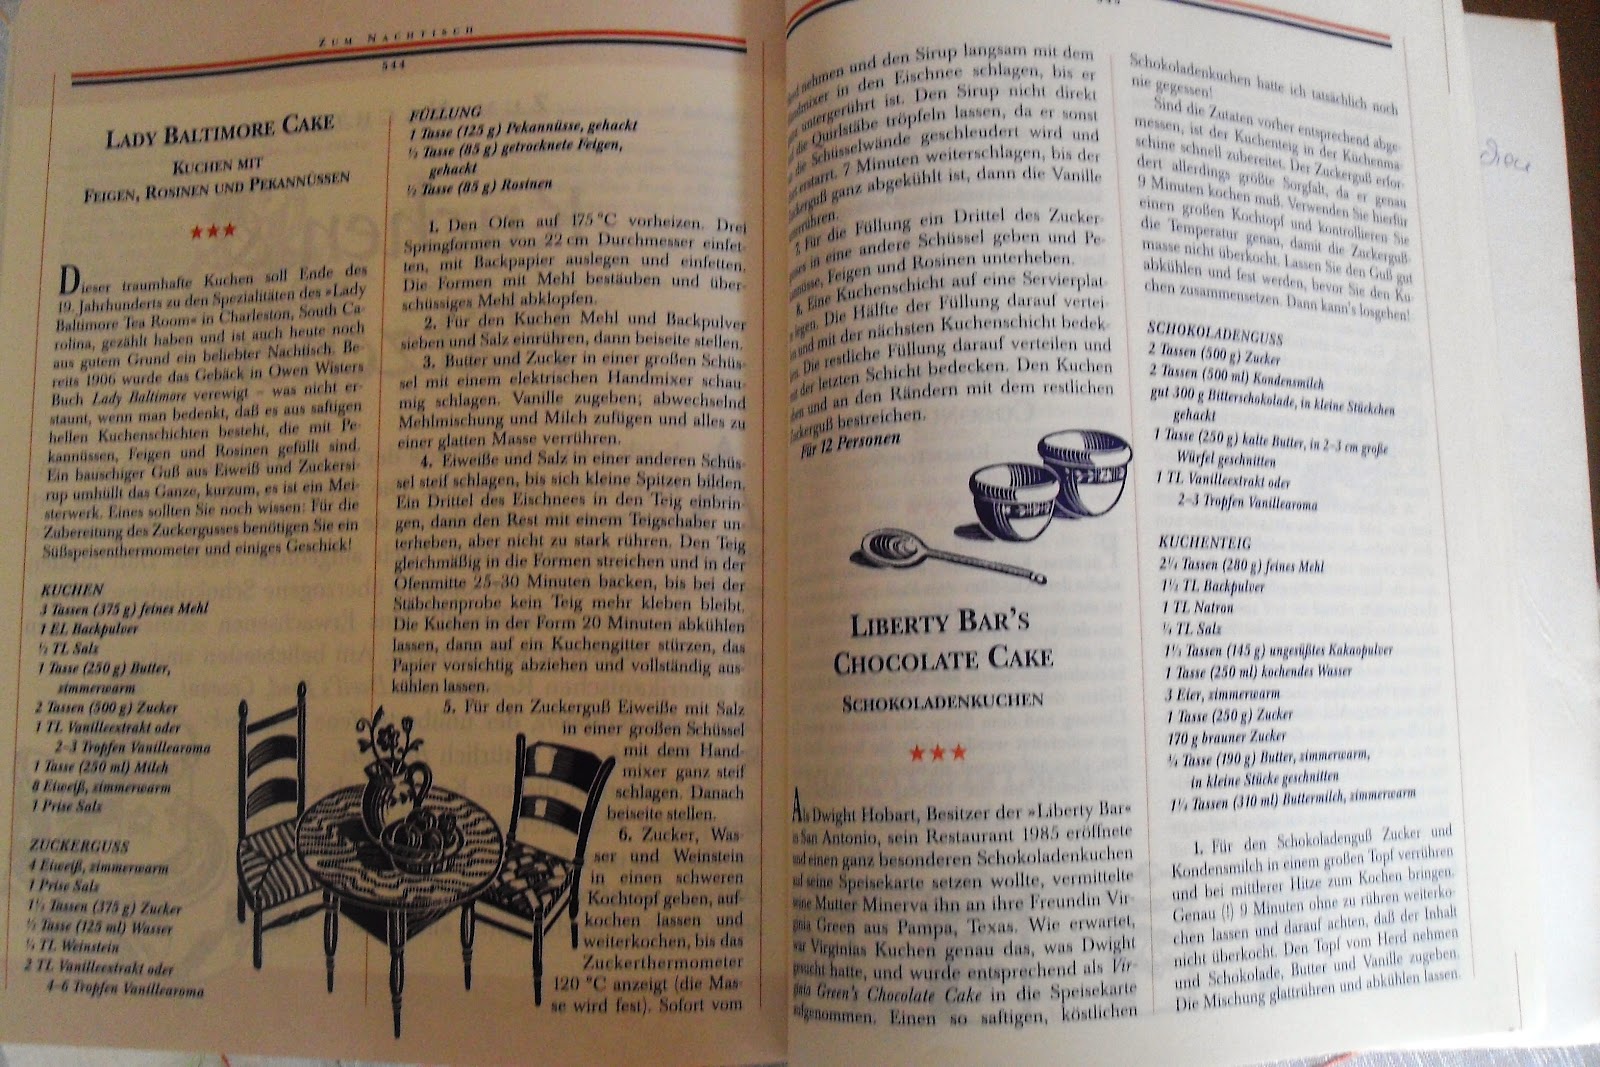 ZUM NACHTISCH
544
LADY BALTIMORE CAKE
KUCHEN MIT
FEIGEN, ROSINEN UND PEKANNÜSSEN
★★★
Dieser traumhafte Kuchen soll Ende des
19. Jahrhunderts zu den Spezialitäten des »Lady
Baltimore Tea Room« in Charleston, South Ca-
rolina, gezählt haben und ist auch heute noch
aus gutem Grund ein beliebter Nachtisch. Be-
reits 1906 wurde das Gebäck in Owen Wisters
Buch Lady Baltimore verewigt – was nicht er-
staunt, wenn man bedenkt, daß es aus saftigen
hellen Kuchenschichten besteht, die mit Pe-
kannüssen, Feigen und Rosinen gefüllt sind.
Ein bauschiger Guß aus Eiweiß und Zuckersi-
rup umhüllt das Ganze, kurzum, es ist ein Mei-
sterwerk. Eines sollten Sie noch wissen: Für die
Zubereitung des Zuckergusses benötigen Sie ein
Süßspeisenthermometer und einiges Geschick!
KUCHEN
3 Tassen (375 g) feines Mehl
1 EL Backpulver
½ TL Salz
1 Tasse (250 g) Butter,
zimmerwarm
2 Tassen (500 g) Zucker
1 TL Vanilleextrakt oder
2–3 Tropfen Vanillearoma
1 Tasse (250 ml) Milch
8 Eiweiß, zimmerwarm
1 Prise Salz
ZUCKERGUSS
4 Eiweiß, zimmerwarm
1 Prise Salz
1½ Tassen (375 g) Zucker
½ Tasse (125 ml) Wasser
¼ TL Weinstein
2 TL Vanilleextrakt oder
4–6 Tropfen Vanillearoma
FÜLLUNG
1 Tasse (125 g) Pekannüsse, gehackt
½ Tasse (85 g) getrocknete Feigen,
gehackt
½ Tasse (85 g) Rosinen
1. Den Ofen auf 175 °C vorheizen. Drei
Springformen von 22 cm Durchmesser einfet-
ten, mit Backpapier auslegen und einfetten.
Die Formen mit Mehl bestäuben und über-
schüssiges Mehl abklopfen.
2. Für den Kuchen Mehl und Backpulver
sieben und Salz einrühren, dann beiseite stellen.
3. Butter und Zucker in einer großen Schüs-
sel mit einem elektrischen Handmixer schau-
mig schlagen. Vanille zugeben; abwechselnd
Mehlmischung und Milch zufügen und alles zu
einer glatten Masse verrühren.
4. Eiweiße und Salz in einer anderen Schüs-
sel steif schlagen, bis sich kleine Spitzen bilden.
Ein Drittel des Eischnees in den Teig einbrin-
gen, dann den Rest mit einem Teigschaber un-
terheben, aber nicht zu stark rühren. Den Teig
gleichmäßig in die Formen streichen und in der
Ofenmitte 25–30 Minuten backen, bis bei der
Stäbchenprobe kein Teig mehr kleben bleibt.
Die Kuchen in der Form 20 Minuten abkühlen
lassen, dann auf ein Kuchengitter stürzen, das
Papier vorsichtig abziehen und vollständig aus-
kühlen lassen.
5. Für den Zuckerguß Eiweiße mit Salz
in einer großen Schüssel
mit dem Hand-
mixer ganz steif
schlagen. Danach
beiseite stellen.
6. Zucker, Was-
ser und Weinstein
in einen schweren
Kochtopf geben, auf-
kochen lassen und
weiterkochen, bis das
Zuckerthermometer
120 °C anzeigt (die Mas-
se wird fest). Sofort vom
544
nehmen und den Sirup langsam mit dem
in den Eischnee schlagen, bis er
untergerührt ist. Den Sirup nicht direkt
die Quirlstäbe tröpfeln lassen, da er sonst
die Schüsselwände geschleudert wird und
erstarrt. 7 Minuten weiterschlagen, bis der
ganz abgekühlt ist, dann die Vanille
7. Für die Füllung ein Drittel des Zucker-
in eine andere Schüssel geben und Pe-
Feigen und Rosinen unterheben.
8. Eine Kuchenschicht auf eine Servierplat-
legen. Die Hälfte der Füllung darauf vertei-
und mit der nächsten Kuchenschicht bedek-
Die restliche Füllung darauf verteilen und
der letzten Schicht bedecken. Den Kuchen
und an den Rändern mit dem restlichen
bestreichen.
Für 12 Personen
LIBERTY BAR'S
CHOCOLATE CAKE
SCHOKOLADENKUCHEN
★★★
Als Dwight Hobart, Besitzer der »Liberty Bar«
in San Antonio, sein Restaurant 1985 eröffnete
und einen ganz besonderen Schokoladenkuchen
auf seine Speisekarte setzen wollte, vermittelte
seine Mutter Minerva ihn an ihre Freundin Vir-
ginia Green aus Pampa, Texas. Wie erwartet,
war Virginias Kuchen genau das, was Dwight
gesucht hatte, und wurde entsprechend als Vir-
ginia Green's Chocolate Cake in die Speisekarte
aufgenommen. Einen so saftigen, köstlichen
Schokoladenkuchen hatte ich tatsächlich noch
nie gegessen!
Sind die Zutaten vorher entsprechend abge-
messen, ist der Kuchenteig in der Küchenma-
schine schnell zubereitet. Der Zuckerguß erfor-
dert allerdings größte Sorgfalt, da er genau
9 Minuten kochen muß. Verwenden Sie hierfür
einen großen Kochtopf und kontrollieren Sie
die Temperatur genau, damit die Zuckerguß-
masse nicht überkocht. Lassen Sie den Guß gut
abkühlen und fest werden, bevor Sie den Ku-
chen zusammensetzen. Dann kann's losgehen!
SCHOKOLADENGUSS
2 Tassen (500 g) Zucker
2 Tassen (500 ml) Kondensmilch
gut 300 g Bitterschokolade, in kleine Stückchen
gehackt
1 Tasse (250 g) kalte Butter, in 2–3 cm große
Würfel geschnitten
1 TL Vanilleextrakt oder
2–3 Tropfen Vanillearoma
KUCHENTEIG
2¼ Tassen (280 g) feines Mehl
1½ TL Backpulver
1 TL Natron
¼ TL Salz
Tassen (145 g) ungesüßtes Kakaopulver
1 Tasse (250 ml) kochendes Wasser
3 Eier, zimmerwarm
1 Tasse (250 g) Zucker
170 g brauner Zucker
¾ Tasse (190 g) Butter, zimmerwarm,
in kleine Stücke geschnitten
1¼ Tassen (310 ml) Buttermilch, zimmerwarm
1. Für den Schokoladenguß Zucker und
Kondensmilch in einem großen Topf verrühren
und bei mittlerer Hitze zum Kochen bringen.
Genau (!) 9 Minuten ohne zu rühren weiterko-
chen lassen und darauf achten, daß der Inhalt
nicht überkocht. Den Topf vom Herd nehmen
und Schokolade, Butter und Vanille zugeben.
Die Mischung glattrühren und abkühlen lassen.